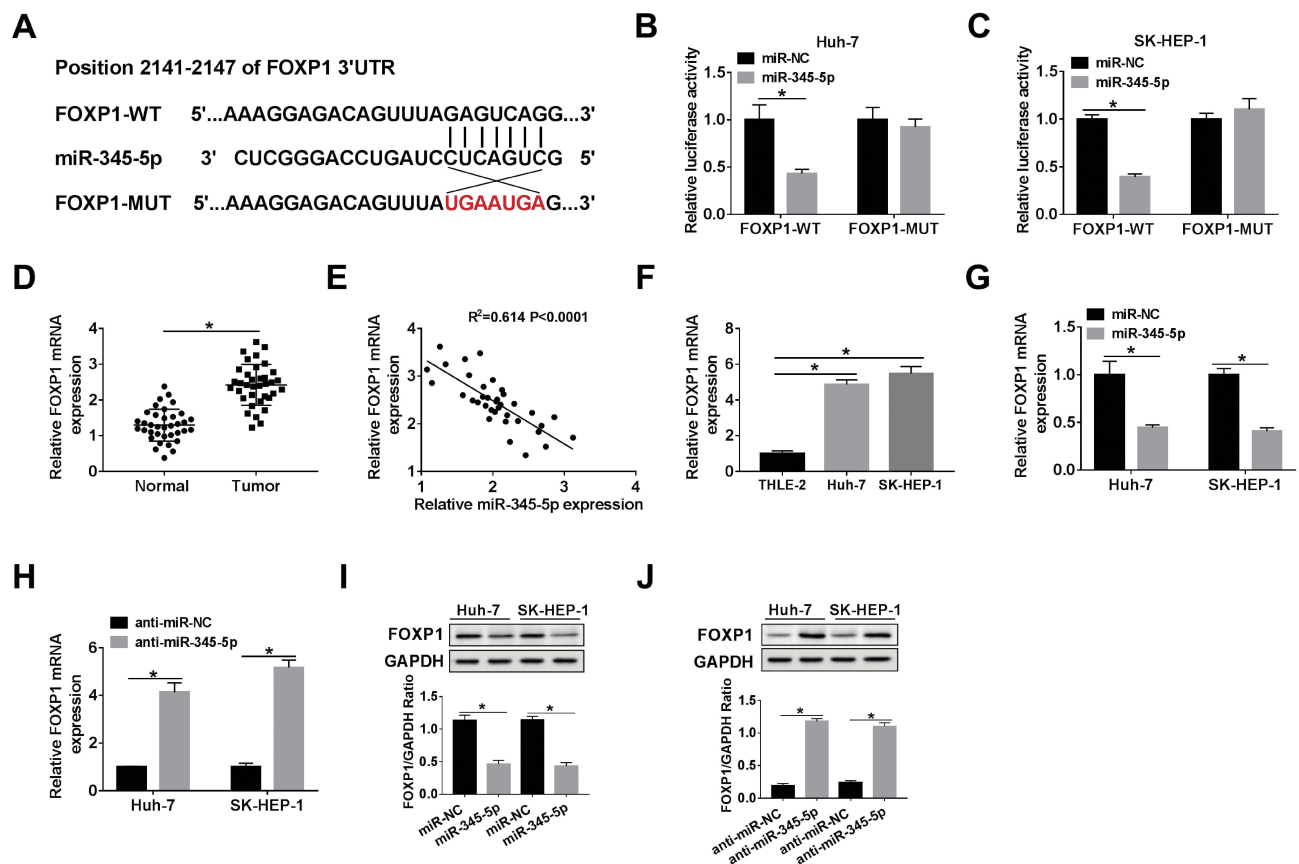 A
Position 2141-2147 of FOXP1 3'UTR
FOXP1-WT 5'...AAAGGAGACAGUUUAGAGUCAGG...3'
miR-345-5p 3' CUCGGGACCUGAUCCUCAGUCG 5'
FOXP1-MUT 5'...AAAGGAGACAGUUUAUGAAUGAG...3'
B
Huh-7
miR-NC
miR-345-5p
Relative luciferase activity
1.5
1.0
0.5
0.0
*
FOXP1-WT FOXP1-MUT
C
SK-HEP-1
miR-NC
miR-345-5p
Relative luciferase activity
1.5
1.0
0.5
0.0
*
FOXP1-WT FOXP1-MUT
D
Relative FOXP1 mRNA
expression
4
3
2
1
0
*
Normal Tumor
E
R2=0.614 P<0.0001
Relative FOXP1 mRNA
expression
4
3
2
1
1 2 3 4
Relative miR-345-5p expression
F
Relative FOXP1 mRNA
expression
8
6
4
2
0
*
*
THLE-2 Huh-7 SK-HEP-1
G
miR-NC
miR-345-5p
Relative FOXP1 mRNA
expression
1.5
1.0
0.5
0.0
* *
Huh-7 SK-HEP-1
H
anti-miR-NC
anti-miR-345-5p
Relative FOXP1 mRNA
expression
6
4
2
0
* *
Huh-7 SK-HEP-1
I
Huh-7 SK-HEP-1
FOXP1
GAPDH
FOXP1/GAPDH Ratio
1.5
1.0
0.5
0.0
* *
miR-NC miR-345-5p miR-NC miR-345-5p
J
Huh-7 SK-HEP-1
FOXP1
GAPDH
FOXP1/GAPDH Ratio
1.5
1.0
0.5
0.0
* *
anti-miR-NC anti-miR-345-5p anti-miR-NC anti-miR-345-5p